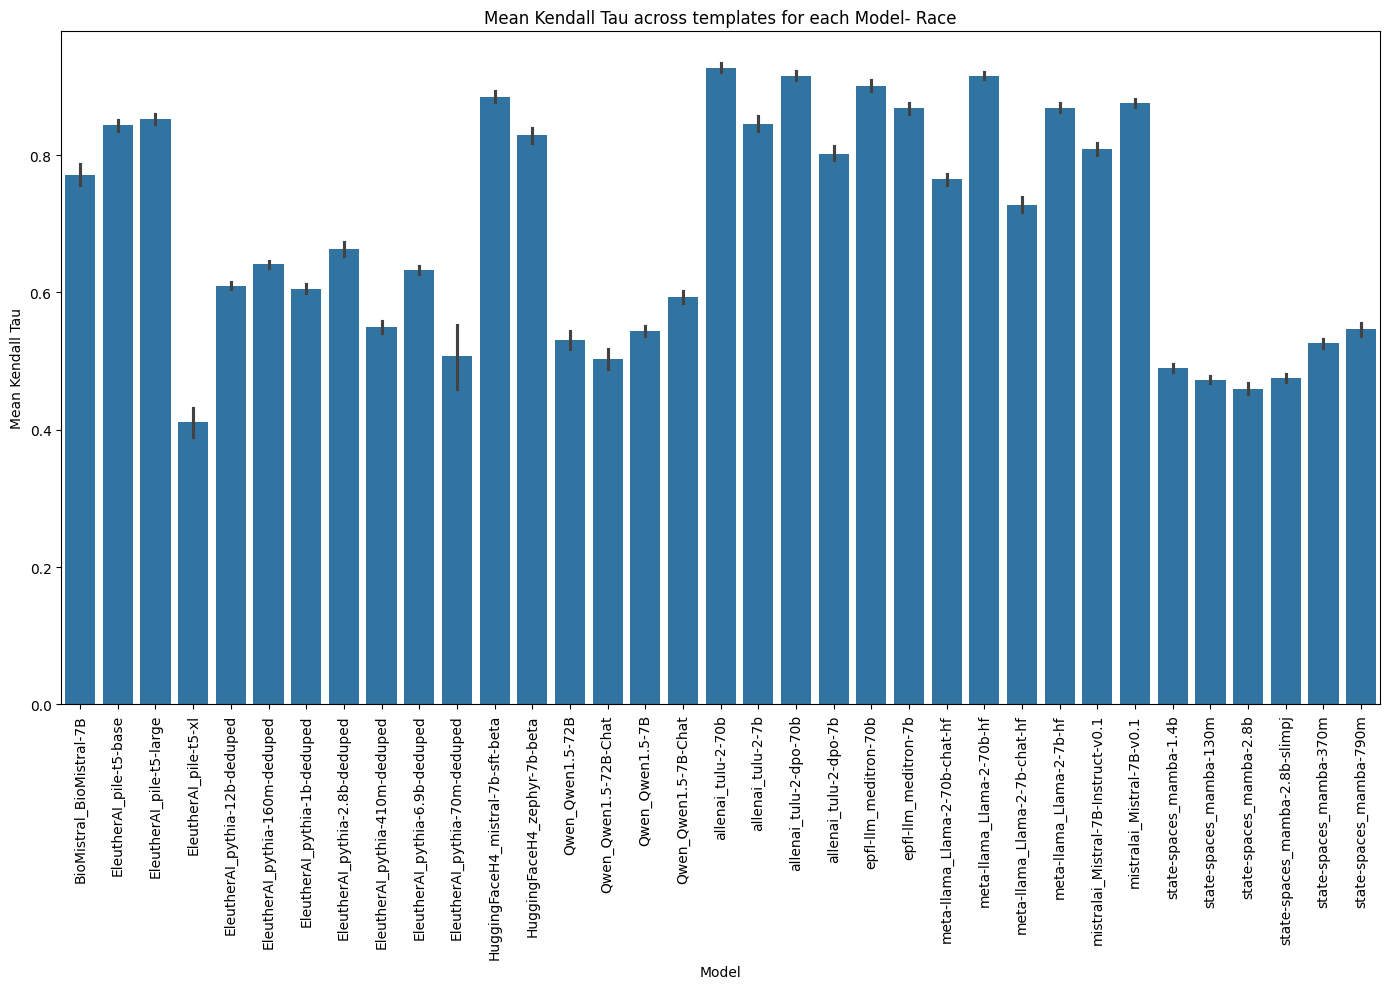 Mean Kendall Tau across templates for each Model- Race
Mean Kendall Tau
0.8
0.6
0.4
0.2
0.0
BioMistral_BioMistral-7B
EleutherAI_pile-t5-base
EleutherAI_pile-t5-large
EleutherAI_pile-t5-xl
EleutherAI_pythia-12b-deduped
EleutherAI_pythia-160m-deduped
EleutherAI_pythia-1b-deduped
EleutherAI_pythia-2.8b-deduped
EleutherAI_pythia-410m-deduped
EleutherAI_pythia-6.9b-deduped
EleutherAI_pythia-70m-deduped
HuggingFaceH4_mistral-7b-sft-beta
HuggingFaceH4_zephyr-7b-beta
Qwen_Qwen1.5-72B
Qwen_Qwen1.5-72B-Chat
Qwen_Qwen1.5-7B
Qwen_Qwen1.5-7B-Chat
allenai_tulu-2-70b
allenai_tulu-2-7b
allenai_tulu-2-dpo-70b
allenai_tulu-2-dpo-7b
epfl-llm_meditron-70b
epfl-llm_meditron-7b
meta-llama_Llama-2-70b-chat-hf
meta-llama_Llama-2-70b-hf
meta-llama_Llama-2-7b-chat-hf
meta-llama_Llama-2-7b-hf
mistralai_Mistral-7B-Instruct-v0.1
mistralai_Mistral-7B-v0.1
state-spaces_mamba-1.4b
state-spaces_mamba-130m
state-spaces_mamba-2.8b
state-spaces_mamba-2.8b-slimpj
state-spaces_mamba-370m
state-spaces_mamba-790m
Model